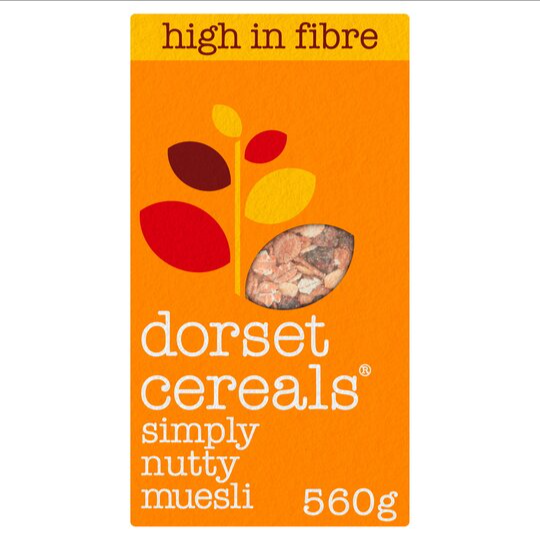 high in fibre
dorset
cereals®
simply
nutty
muesli
560g